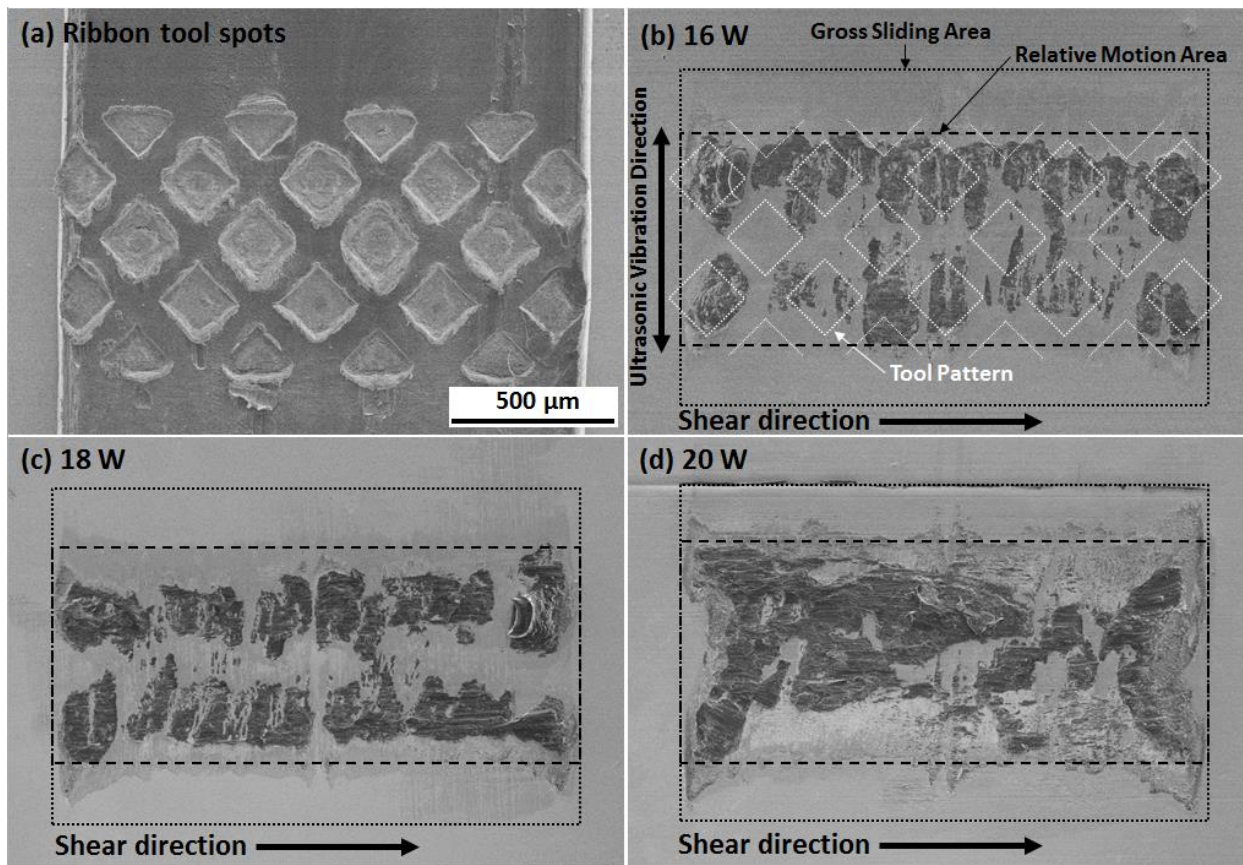 (a) Ribbon tool spots
500 µm
(b) 16 W
Gross Sliding Area
Relative Motion Area
Ultrasonic Vibration Direction
Tool Pattern
Shear direction
(c) 18 W
Shear direction
(d) 20 W
Shear direction